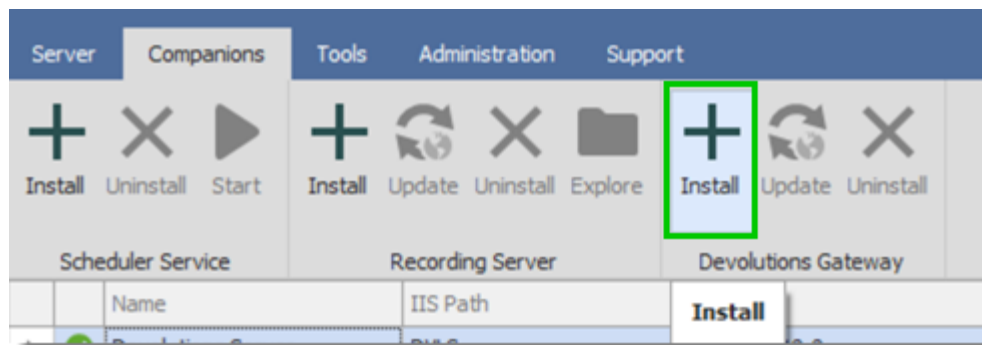 Server Companions Tools Administration Support
Install Uninstall Start Install Update Uninstall Explore Install Update Uninstall
Scheduler Service Recording Server Devolutions Gateway
Name IIS Path
Install